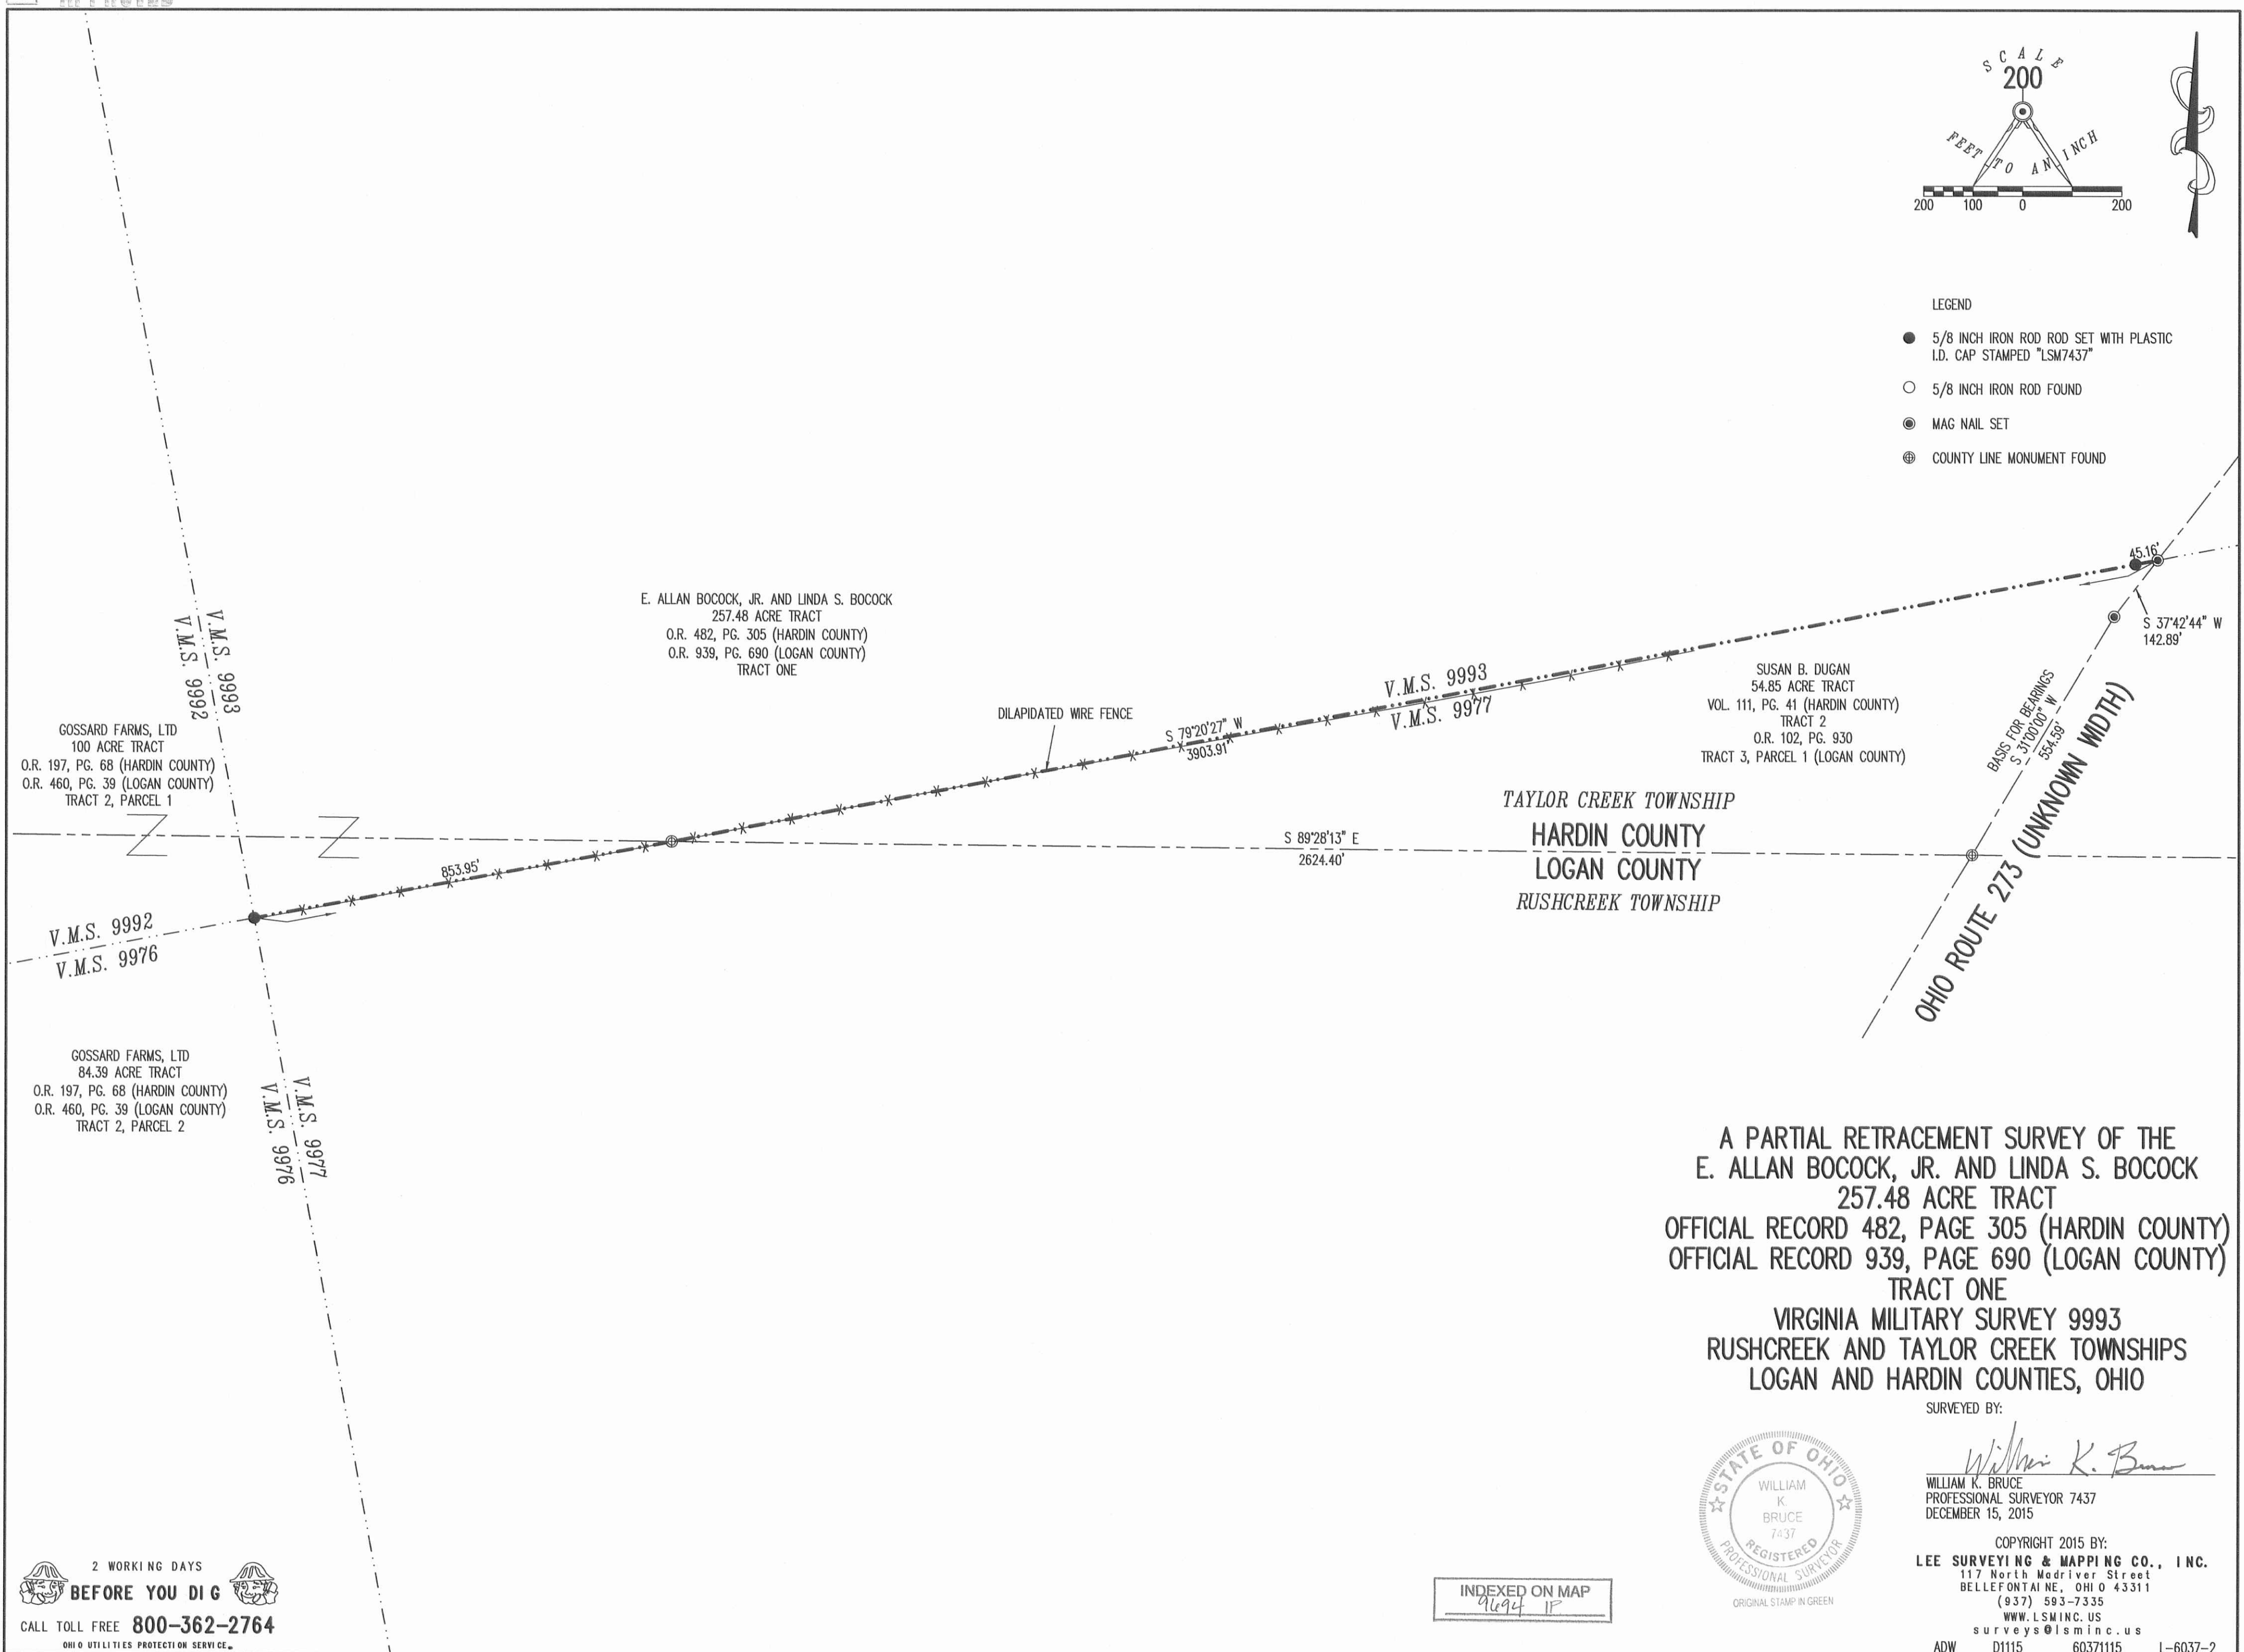 SCALE
200
FEET TO AN INCH
200 100 0 200
LEGEND
5/8 INCH IRON ROD ROD SET WITH PLASTIC
I.D. CAP STAMPED "LSM7437"
5/8 INCH IRON ROD FOUND
MAG NAIL SET
COUNTY LINE MONUMENT FOUND
45.16'
S 37°42'44" W
142.89'
E. ALLAN BOCOCK, JR. AND LINDA S. BOCOCK
257.48 ACRE TRACT
O.R. 482, PG. 305 (HARDIN COUNTY)
O.R. 939, PG. 690 (LOGAN COUNTY)
TRACT ONE
V.M.S. 9993
V.M.S. 9992
GOSSARD FARMS, LTD
100 ACRE TRACT
O.R. 197, PG. 68 (HARDIN COUNTY)
O.R. 460, PG. 39 (LOGAN COUNTY)
TRACT 2, PARCEL 1
DILAPIDATED WIRE FENCE
S 79°20'27" W
3903.91'
V.M.S. 9993
V.M.S. 9977
SUSAN B. DUGAN
54.85 ACRE TRACT
VOL. 111, PG. 41 (HARDIN COUNTY)
TRACT 2
O.R. 102, PG. 930
TRACT 3, PARCEL 1 (LOGAN COUNTY)
BASIS FOR BEARINGS
S 31°00'00" W
554.59'
OHIO ROUTE 273 (UNKNOWN WIDTH)
TAYLOR CREEK TOWNSHIP
HARDIN COUNTY
S 89°28'13" E
2624.40'
LOGAN COUNTY
RUSHCREEK TOWNSHIP
853.95'
V.M.S. 9992
V.M.S. 9976
GOSSARD FARMS, LTD
84.39 ACRE TRACT
O.R. 197, PG. 68 (HARDIN COUNTY)
O.R. 460, PG. 39 (LOGAN COUNTY)
TRACT 2, PARCEL 2
V.M.S. 9977
V.M.S. 9976
A PARTIAL RETRACEMENT SURVEY OF THE
E. ALLAN BOCOCK, JR. AND LINDA S. BOCOCK
257.48 ACRE TRACT
OFFICIAL RECORD 482, PAGE 305 (HARDIN COUNTY)
OFFICIAL RECORD 939, PAGE 690 (LOGAN COUNTY)
TRACT ONE
VIRGINIA MILITARY SURVEY 9993
RUSHCREEK AND TAYLOR CREEK TOWNSHIPS
LOGAN AND HARDIN COUNTIES, OHIO
SURVEYED BY:
William K. Bruce
WILLIAM K. BRUCE
PROFESSIONAL SURVEYOR 7437
DECEMBER 15, 2015
STATE OF OHIO
WILLIAM
K.
BRUCE
7437
REGISTERED
PROFESSIONAL SURVEYOR
ORIGINAL STAMP IN GREEN
COPYRIGHT 2015 BY:
LEE SURVEYING & MAPPING CO., INC.
117 North Madriver Street
BELLEFONTAINE, OHIO 43311
(937) 593-7335
WWW.LSMINC.US
surveys@lsminc.us
ADW D1115 60371115 L-6037-2
INDEXED ON MAP
9694 IP
2 WORKING DAYS
BEFORE YOU DIG
CALL TOLL FREE 800-362-2764
OHIO UTILITIES PROTECTION SERVICE